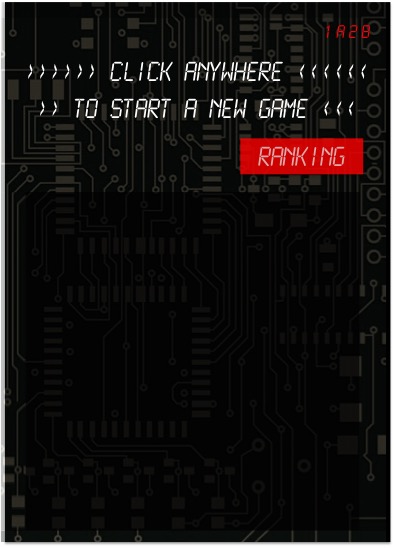 1A2B
>>>>>> CLICK ANYWHERE <<<<<<
>> TO START A NEW GAME <<<
RANKING